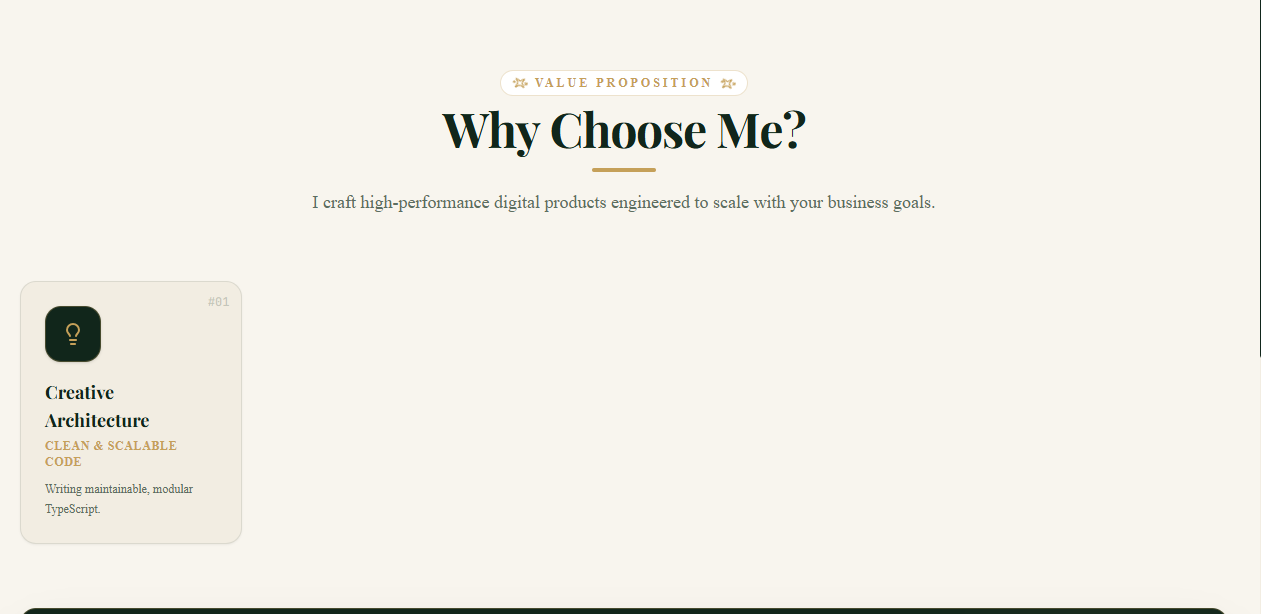 VALUE PROPOSITION
Why Choose Me?
I craft high-performance digital products engineered to scale with your business goals.
#01
Creative
Architecture
CLEAN & SCALABLE
CODE
Writing maintainable, modular
TypeScript.